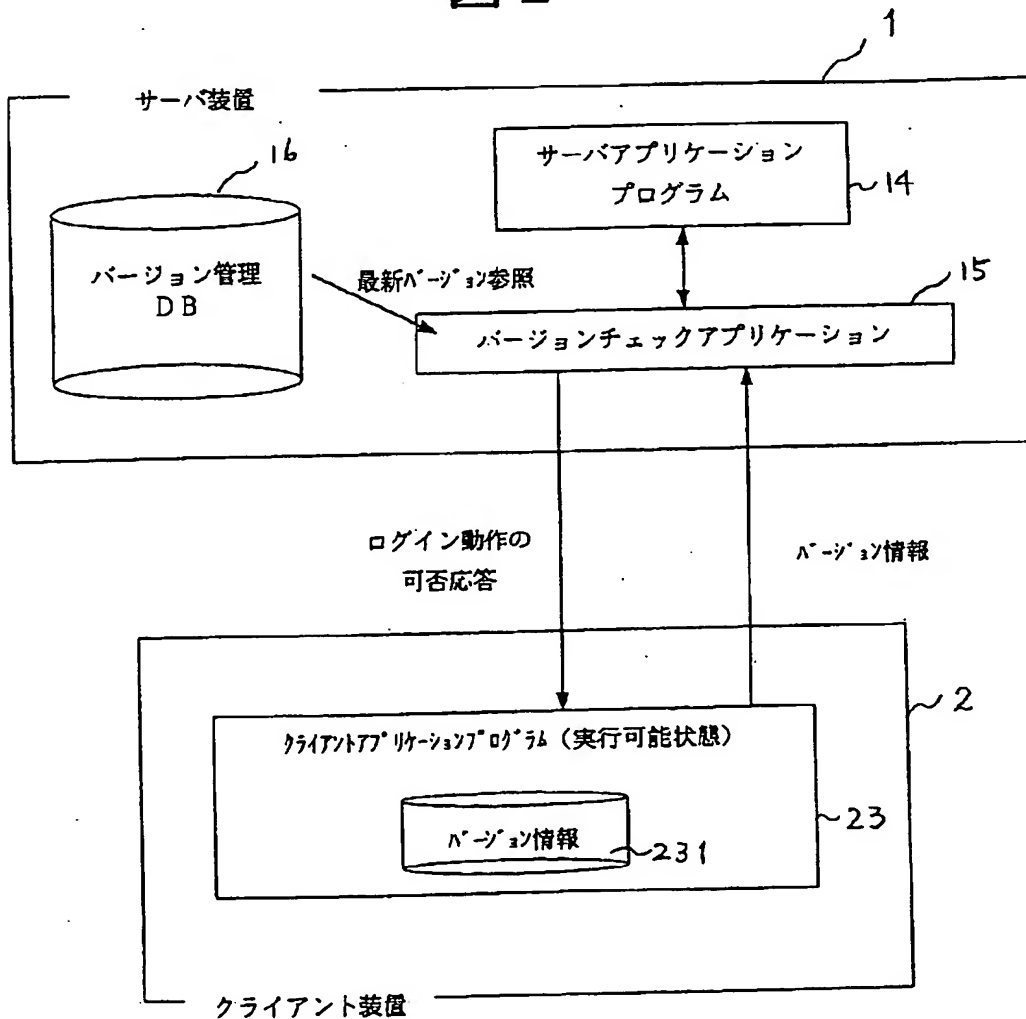 1
サーバ装置
16
サーバアプリケーション
プログラム
14
バージョン管理
DB
最新バージョン参照
15
バージョンチェックアプリケーション
ログイン動作の
可否応答
バージョン情報
2
クライアントアプリケーションプログラム（実行可能状態）
23
バージョン情報
231
クライアント装置